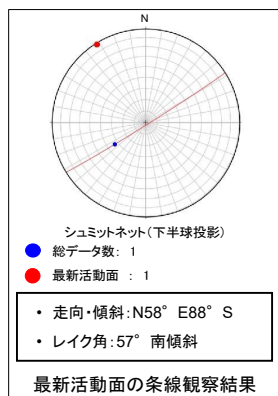 N
シュミットネット(下半球投影)
総データ数: 1
最新活動面 : 1
・ 走向・傾斜:N58° E88° S
・ レイク角:57° 南傾斜
最新活動面の条線観察結果